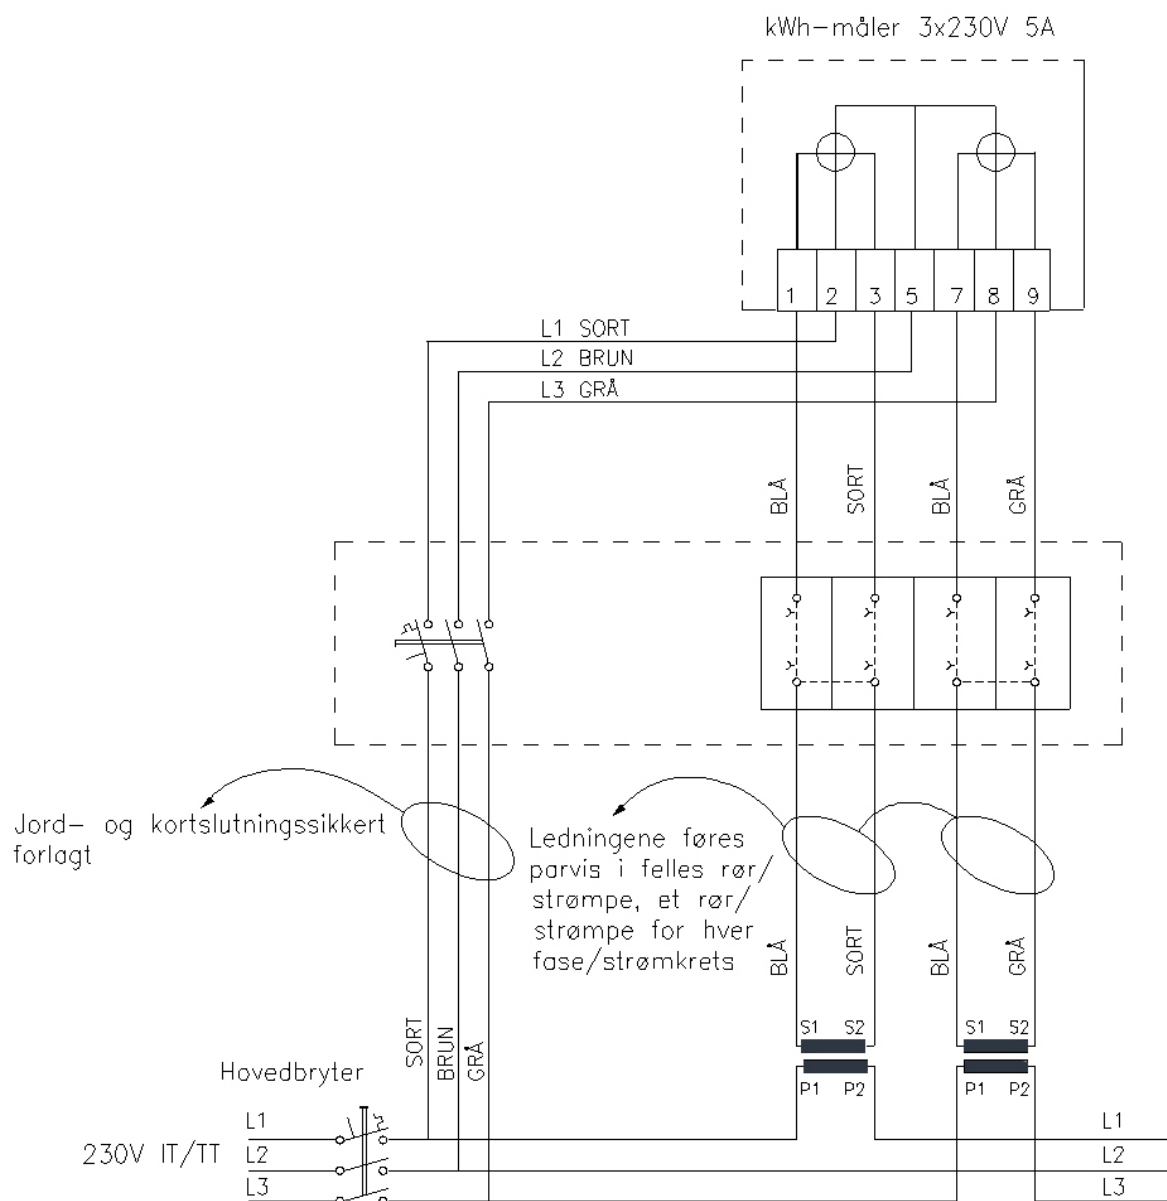 kWh-måler 3x230V 5A
1 2 3 5 7 8 9
L1 SORT
L2 BRUN
L3 GRÅ
BLÅ
SORT
BLÅ
GRÅ
Jord- og kortslutningssikkert
forlagt
Ledningene føres
parvis i felles rør/
strømpe, et rør/
strømpe for hver
fase/strømkrets
BLÅ
SORT
BLÅ
GRÅ
S1 S2
S1 S2
P1 P2
P1 P2
SORT
BRUN
GRÅ
Hovedbryter
230V IT/TT
L1
L2
L3
L1
L2
L3